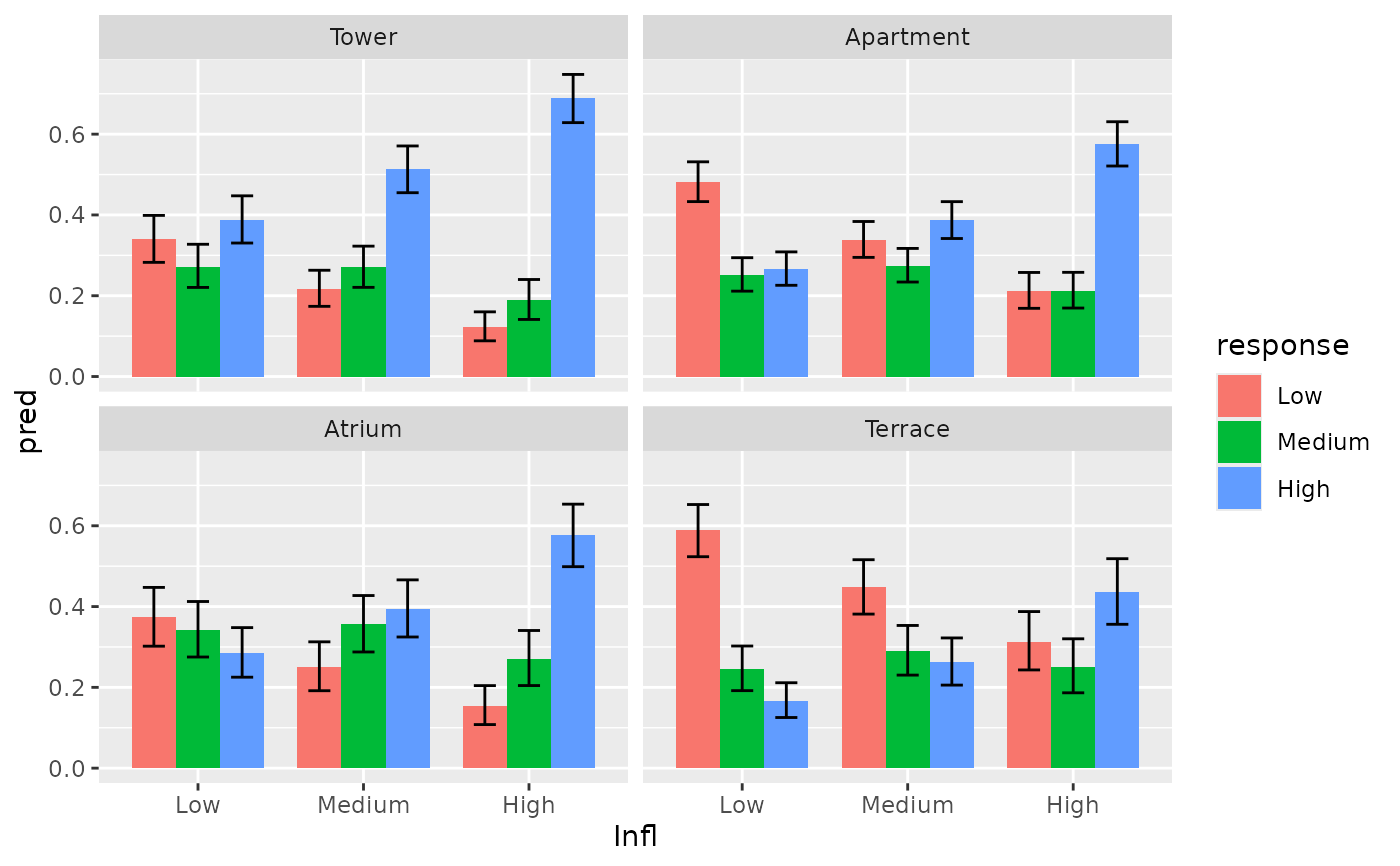 Tower
Apartment
0.6
0.4
0.2
0.0
Atrium
Terrace
0.6
0.4
0.2
0.0
Low
Medium
High
Low
Medium
High
Infl
pred
response
Low
Medium
High